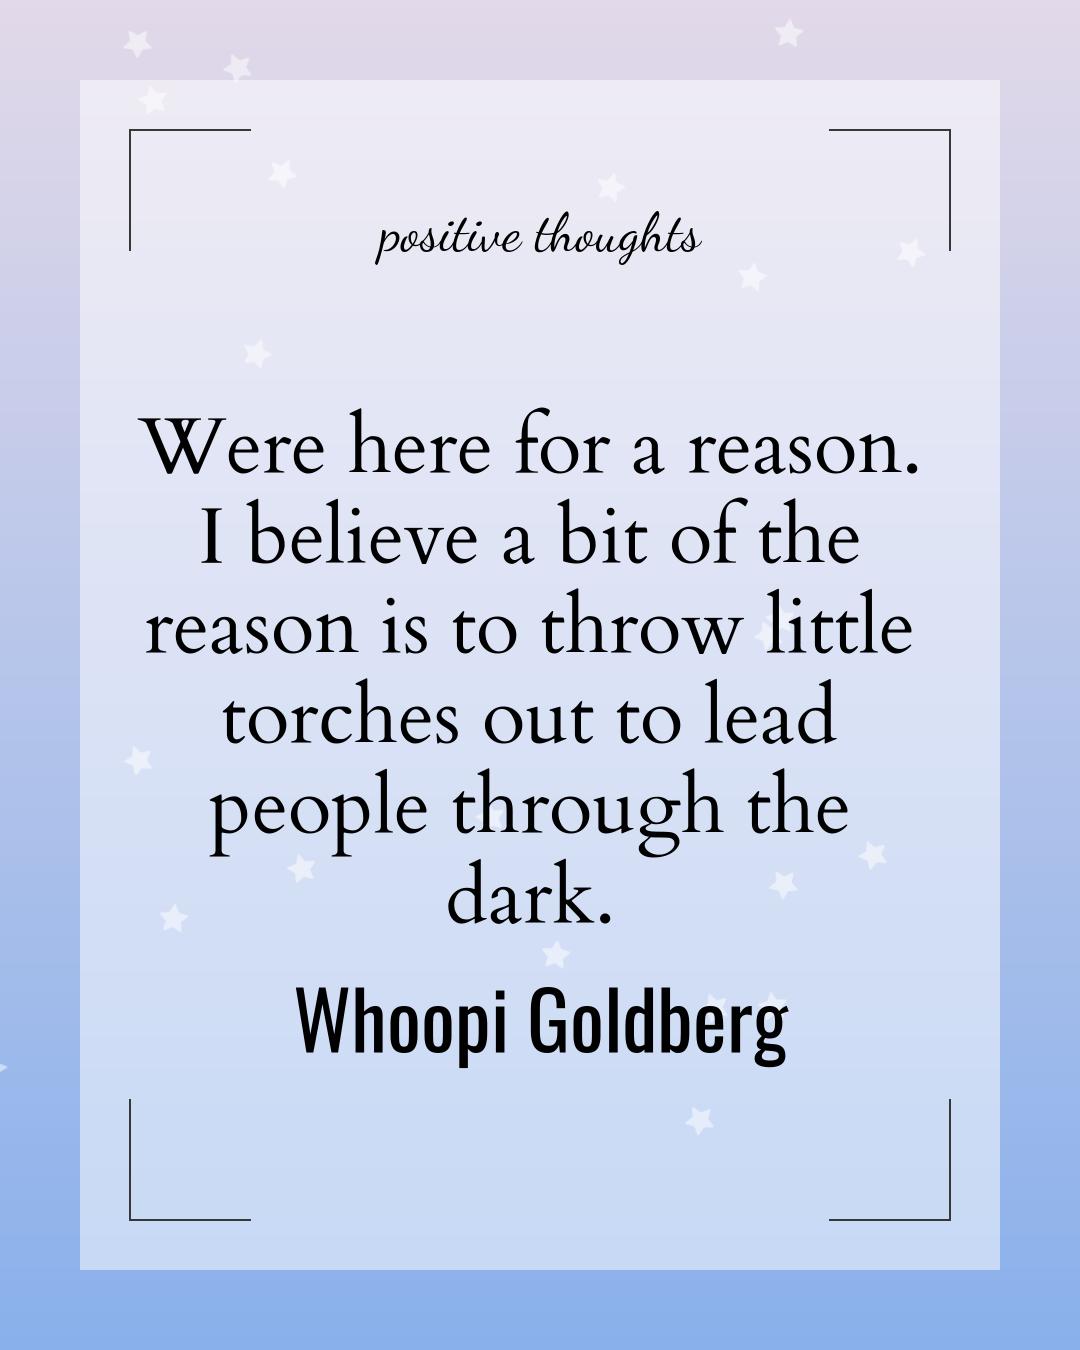 positive thoughts
Were here for a reason.
I believe a bit of the
reason is to throw little
torches out to lead
people through the
dark.
Whoopi Goldberg